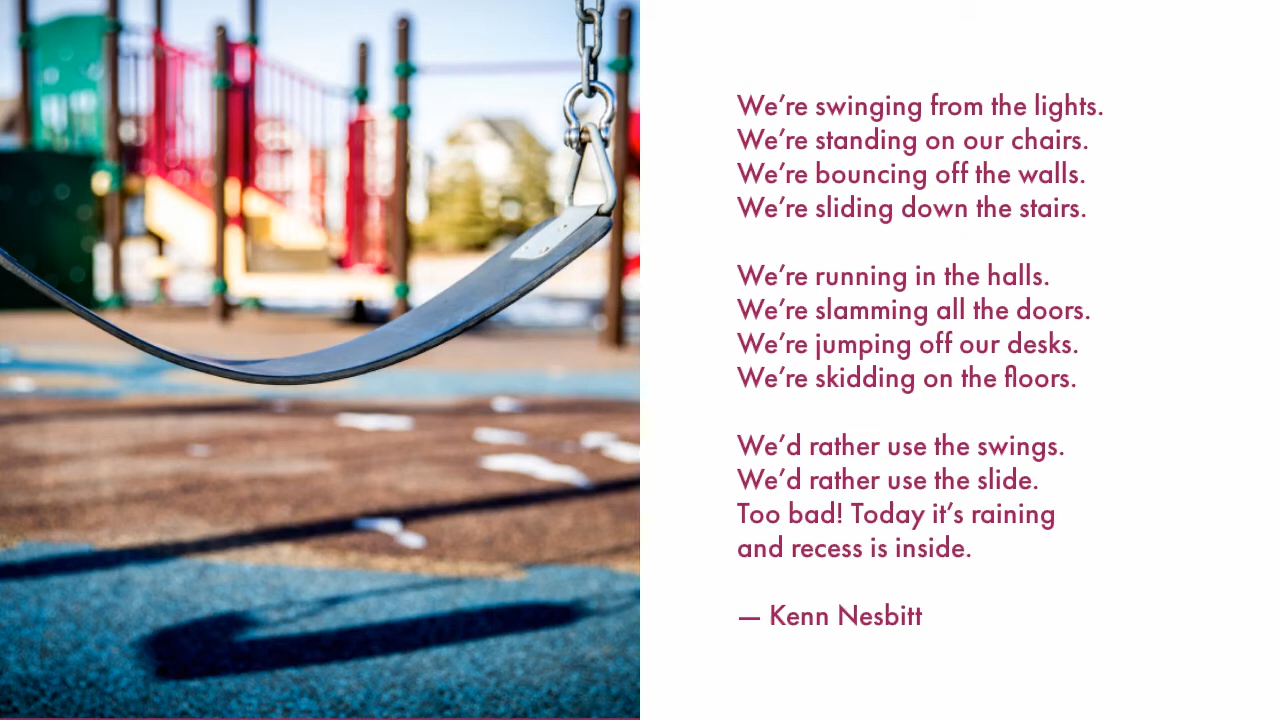 We’re swinging from the lights.
We’re standing on our chairs.
We’re bouncing off the walls.
We’re sliding down the stairs.
We’re running in the halls.
We’re slamming all the doors.
We’re jumping off our desks.
We’re skidding on the floors.
We’d rather use the swings.
We’d rather use the slide.
Too bad! Today it’s raining
and recess is inside.
— Kenn Nesbitt